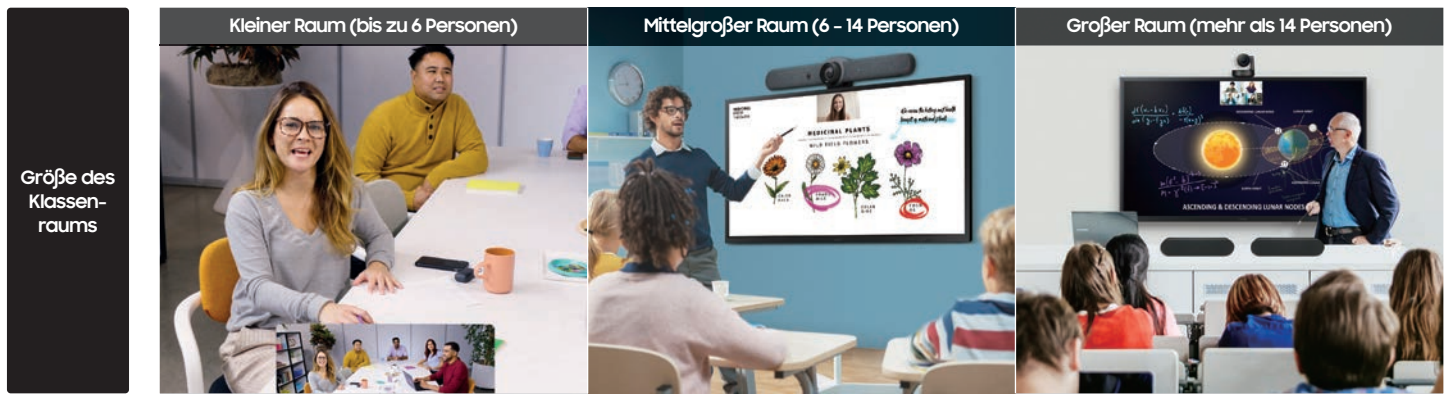 Größe des
Klassen-
raums
Kleiner Raum (bis zu 6 Personen)
Mittelgroßer Raum (6 – 14 Personen)
Großer Raum (mehr als 14 Personen)
MEDICINAL PLANTS
WILD FIELD FLOWERS
ASCENDING & DESCENDING LUNAR NODES